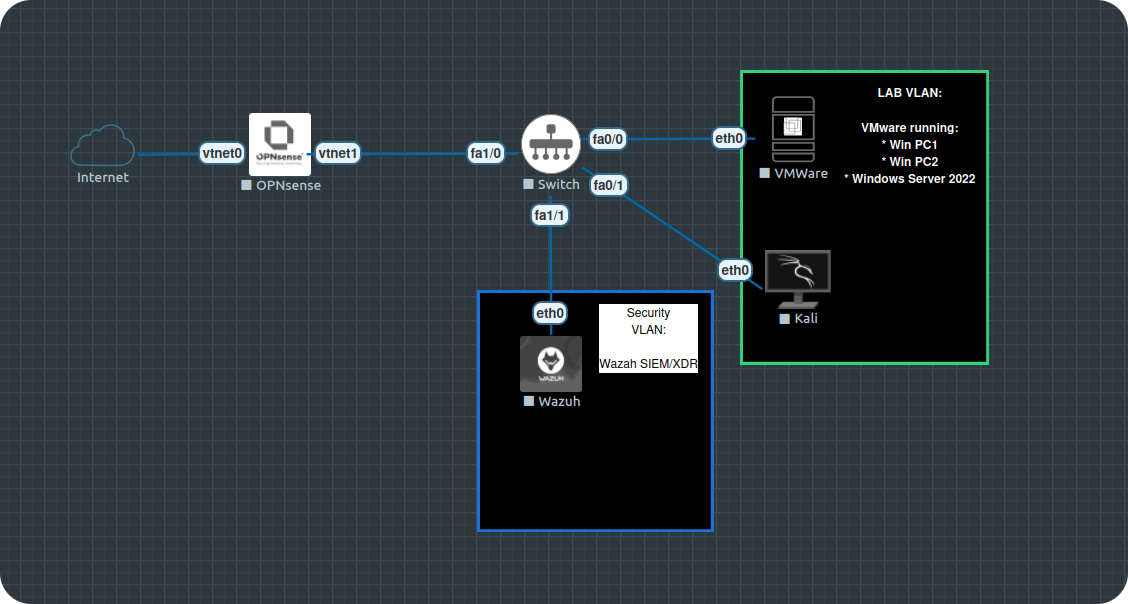 Internet
vtnet0
OPNsense
vtnet1
OPNsense
fa1/0
Switch
fa0/0
fa0/1
fa1/1
eth0
VMWare
LAB VLAN:
VMware running:
* Win PC1
* Win PC2
* Windows Server 2022
eth0
Kali
eth0
WAZUH
Wazuh
Security
VLAN:
Wazah SIEM/XDR